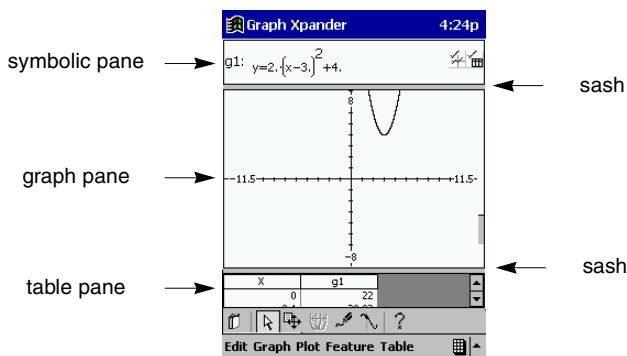 Graph Xpander 4:24p
symbolic pane
g1: y=2.·(x−3.)²+4.
sash
8
graph pane
-11.5 11.5
-8
sash
table pane
X g1
0 22
Edit Graph Plot Feature Table